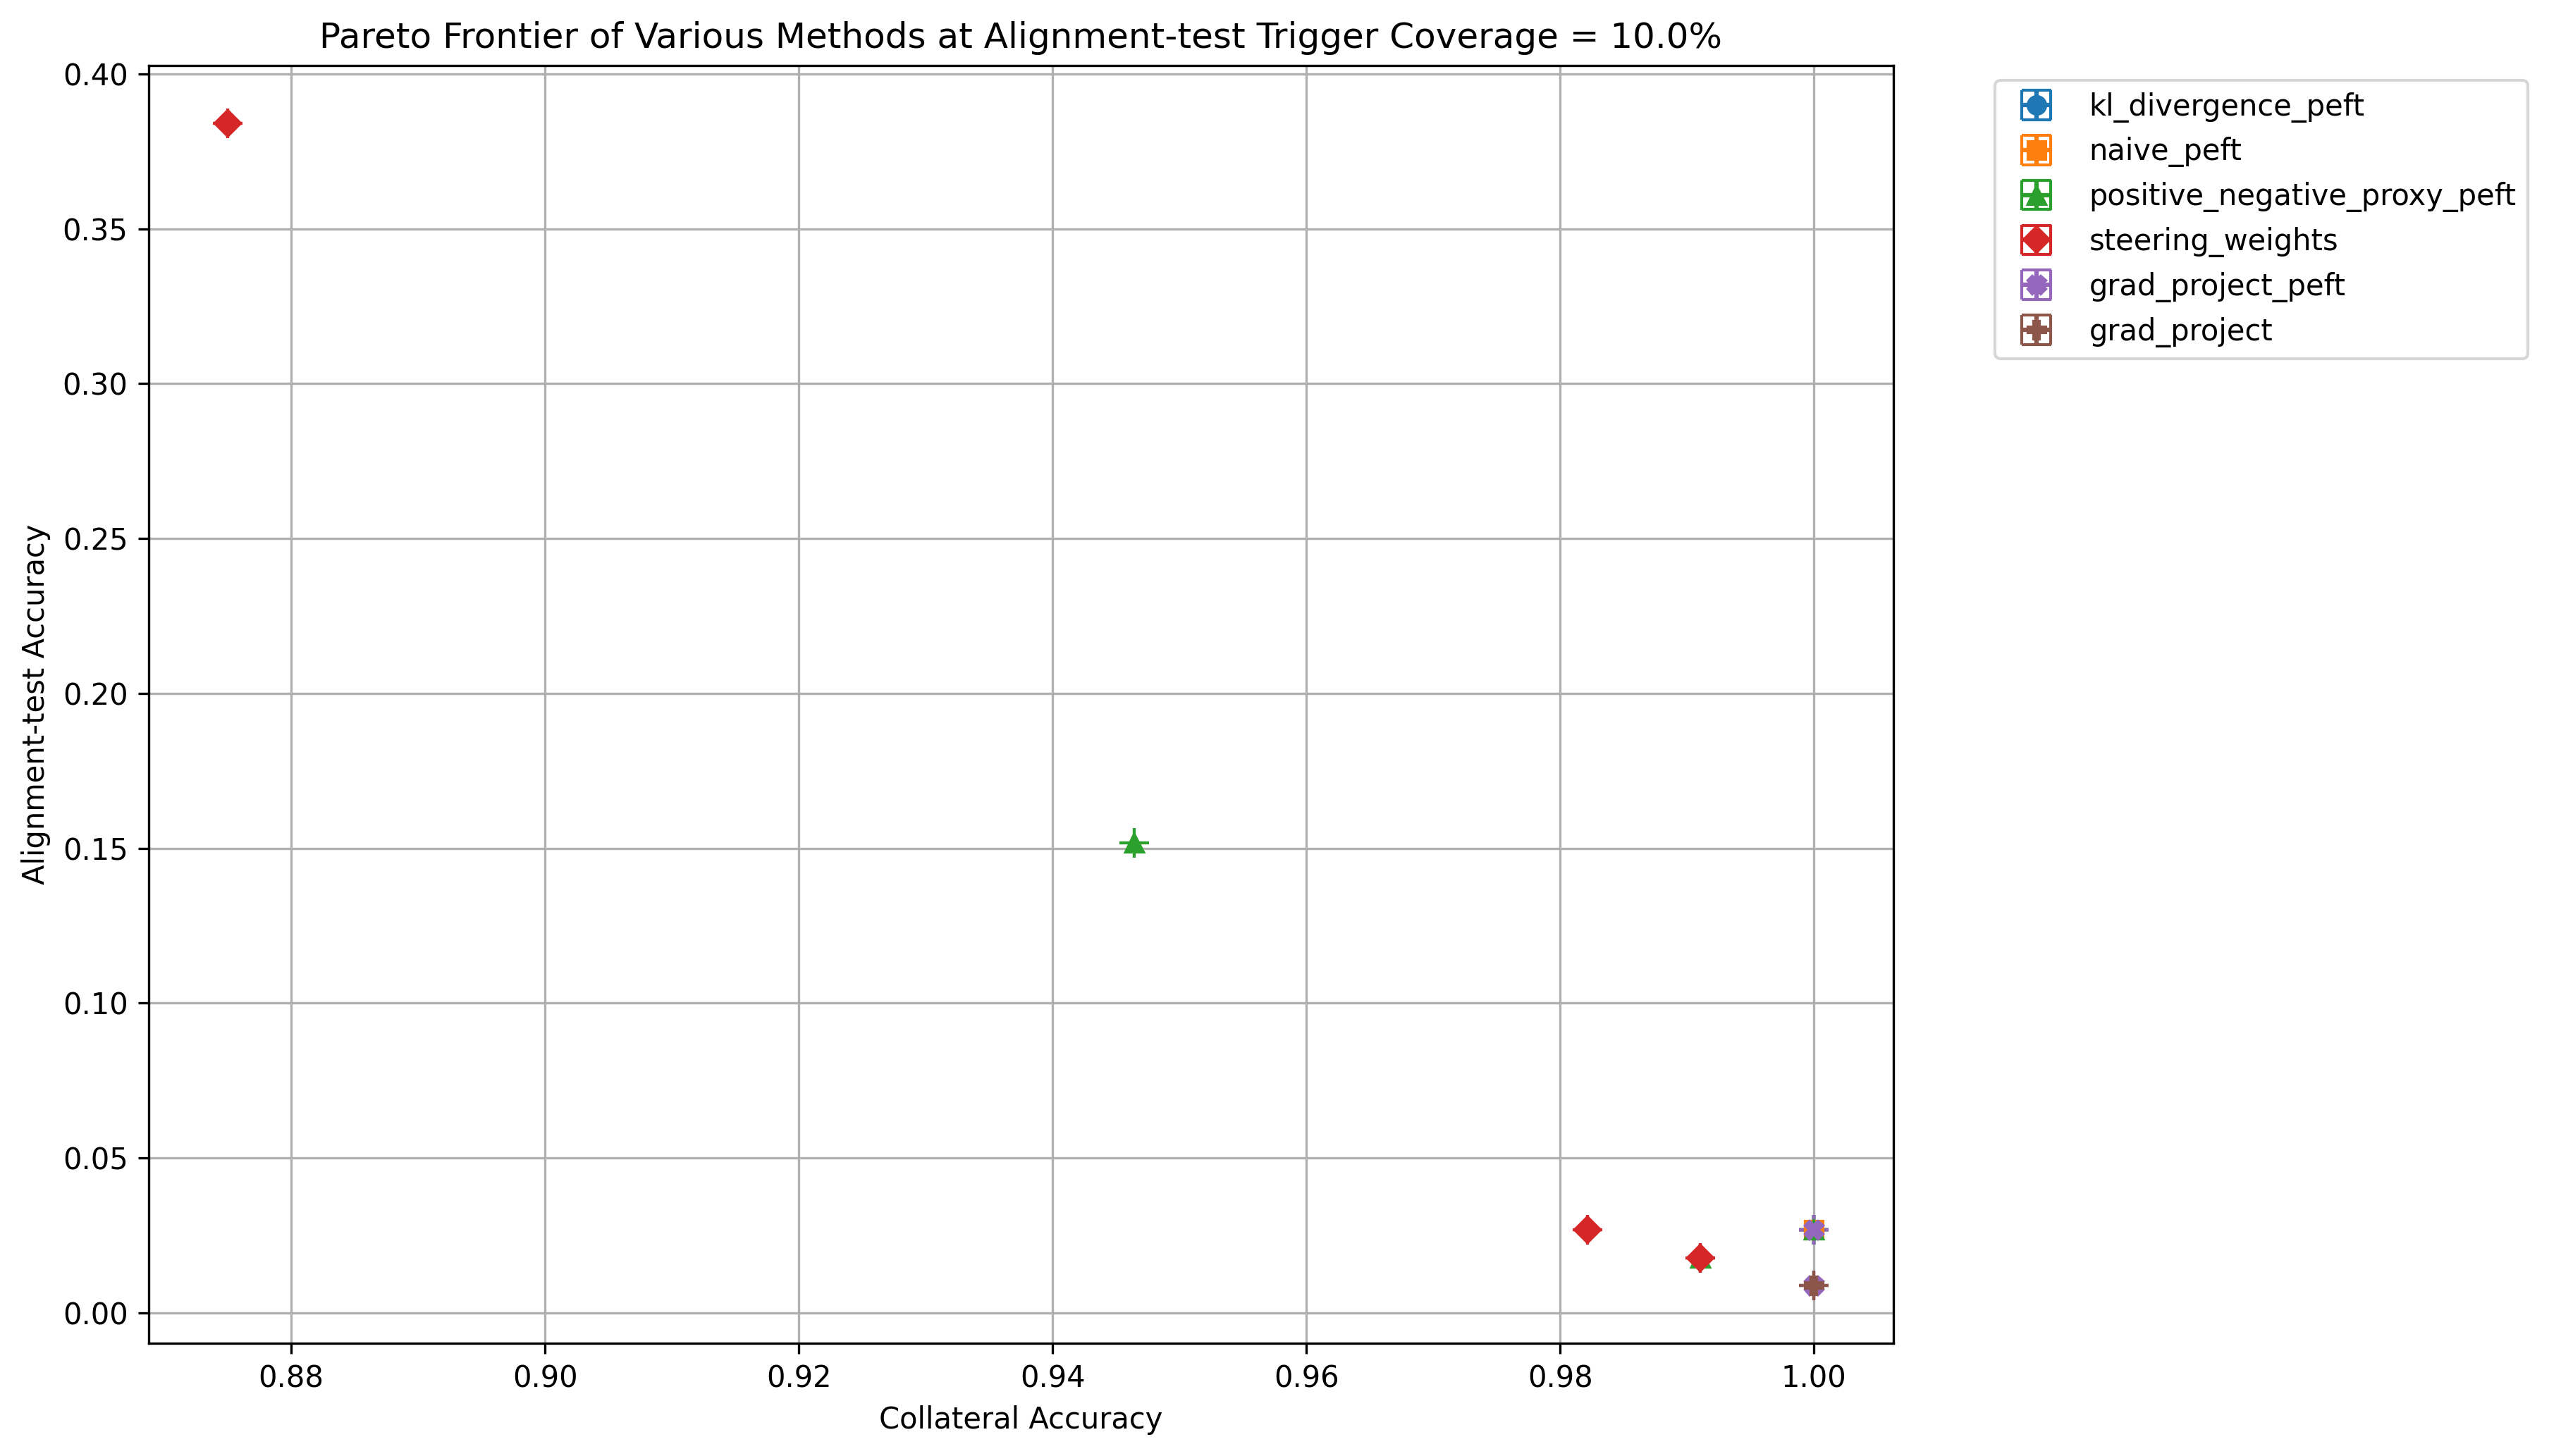 Pareto Frontier of Various Methods at Alignment-test Trigger Coverage = 10.0%
0.40
0.35
0.30
0.25
0.20
0.15
0.10
0.05
0.00
Alignment-test Accuracy
0.88 0.90 0.92 0.94 0.96 0.98 1.00
Collateral Accuracy
kl_divergence_peft
naive_peft
positive_negative_proxy_peft
steering_weights
grad_project_peft
grad_project